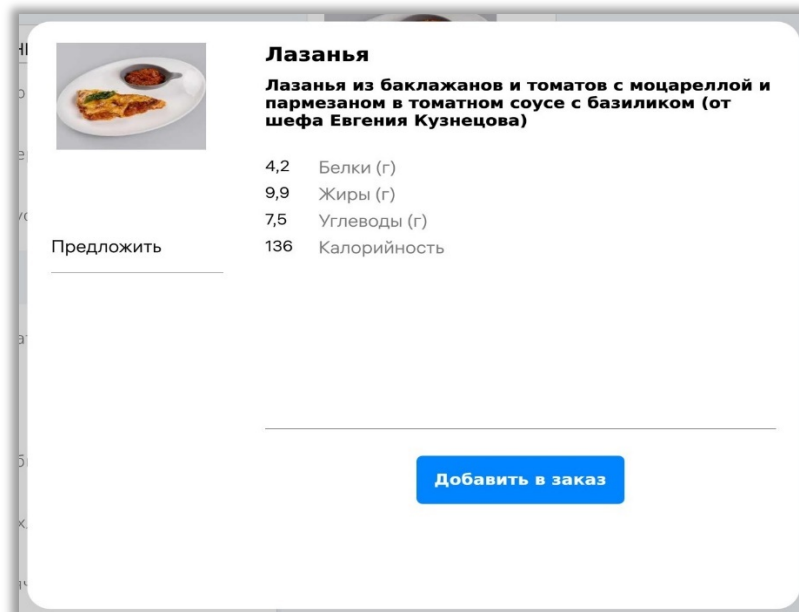 Лазанья
Лазанья из баклажанов и томатов с моцареллой и
пармезаном в томатном соусе с базиликом (от
шефа Евгения Кузнецова)
4,2 Белки (г)
9,9 Жиры (г)
7,5 Углеводы (г)
Предложить
136 Калорийность
Добавить в заказ